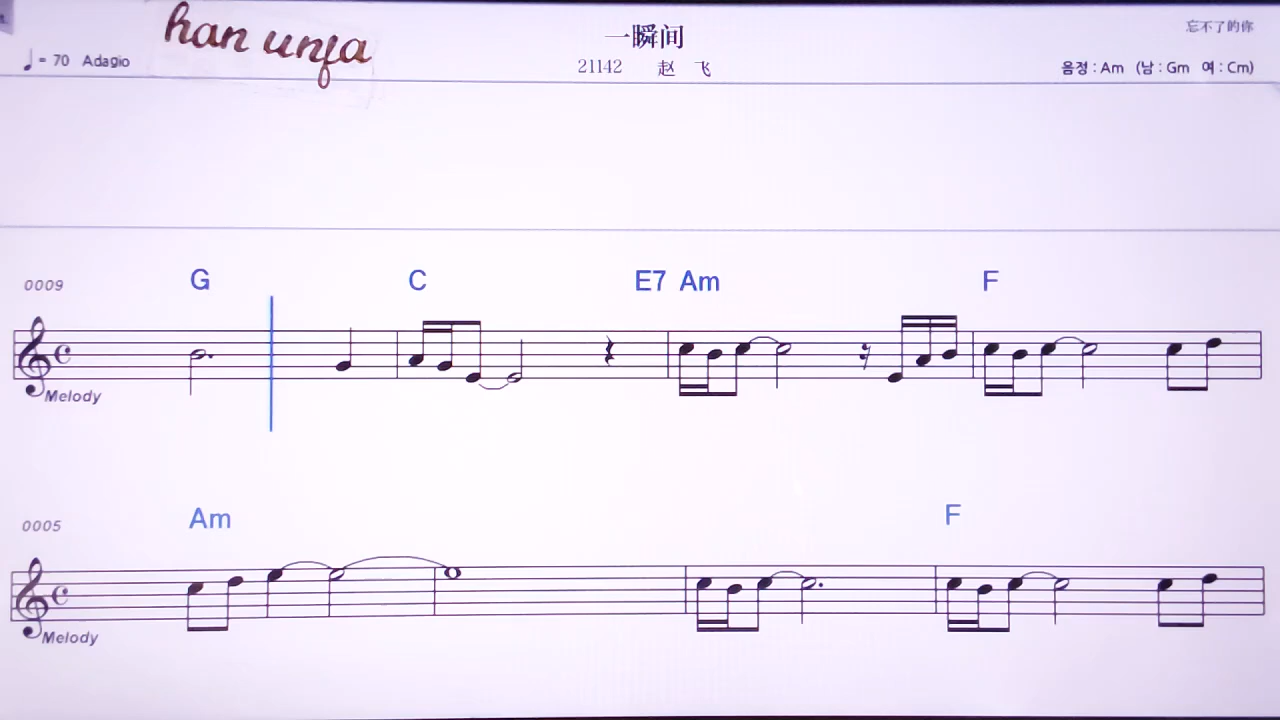 han unfa
一瞬间
忘不了的你
♩= 70 Adagio
21142 赵 飞
음정 : Am (남 : Gm 여 : Cm)
0009 G C E7 Am F
Melody
0005 Am F
Melody